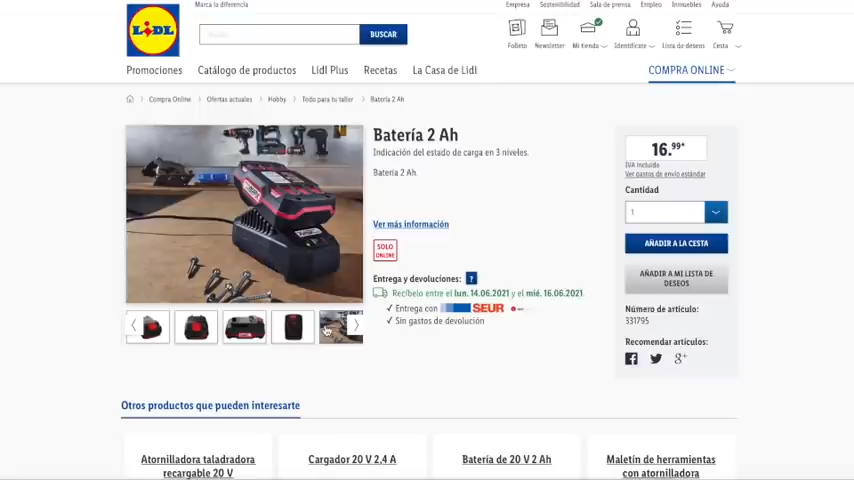 Marca la diferencia
Empresa Sostenibilidad Sala de prensa Empleo Inmuebles Ayuda
LIDL
BUSCAR
Folleto Newsletter Mi tienda Identifícate Lista de deseos Cesta
Promociones Catálogo de productos Lidl Plus Recetas La Casa de Lidl COMPRA ONLINE
Compra Online Ofertas actuales Hobby Todo para tu taller Batería 2 Ah
Batería 2 Ah
Indicación del estado de carga en 3 niveles.
Batería 2 Ah.
Ver más información
SOLO
ONLINE
Entrega y devoluciones: ?
Recíbelo entre el lun. 14.06.2021 y el mié. 16.06.2021
✓ Entrega con SEUR
✓ Sin gastos de devolución
16.99*
IVA incluido
Ver gastos de envío estándar
Cantidad
1
AÑADIR A LA CESTA
AÑADIR A MI LISTA DE
DESEOS
Número de artículo:
331795
Recomendar artículos:
Otros productos que pueden interesarte
Atornilladora taladradora
recargable 20 V
Cargador 20 V 2,4 A
Batería de 20 V 2 Ah
Maletín de herramientas
con atornilladora